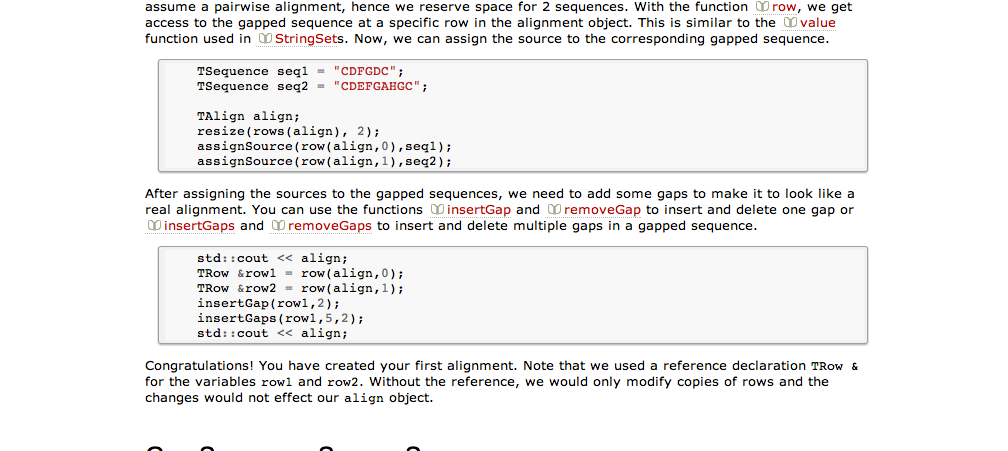 assume a pairwise alignment, hence we reserve space for 2 sequences. With the function row, we get
access to the gapped sequence at a specific row in the alignment object. This is similar to the value
function used in StringSets. Now, we can assign the source to the corresponding gapped sequence.
TSequence seq1 = "CDFGDC";
TSequence seq2 = "CDEFGAHGC";
TAlign align;
resize(rows(align), 2);
assignSource(row(align,0),seq1);
assignSource(row(align,1),seq2);
After assigning the sources to the gapped sequences, we need to add some gaps to make it to look like a
real alignment. You can use the functions insertGap and removeGap to insert and delete one gap or
insertGaps and removeGaps to insert and delete multiple gaps in a gapped sequence.
std::cout << align;
TRow &row1 = row(align,0);
TRow &row2 = row(align,1);
insertGap(row1,2);
insertGaps(row1,5,2);
std::cout << align;
Congratulations! You have created your first alignment. Note that we used a reference declaration TRow &
for the variables row1 and row2. Without the reference, we would only modify copies of rows and the
changes would not effect our align object.